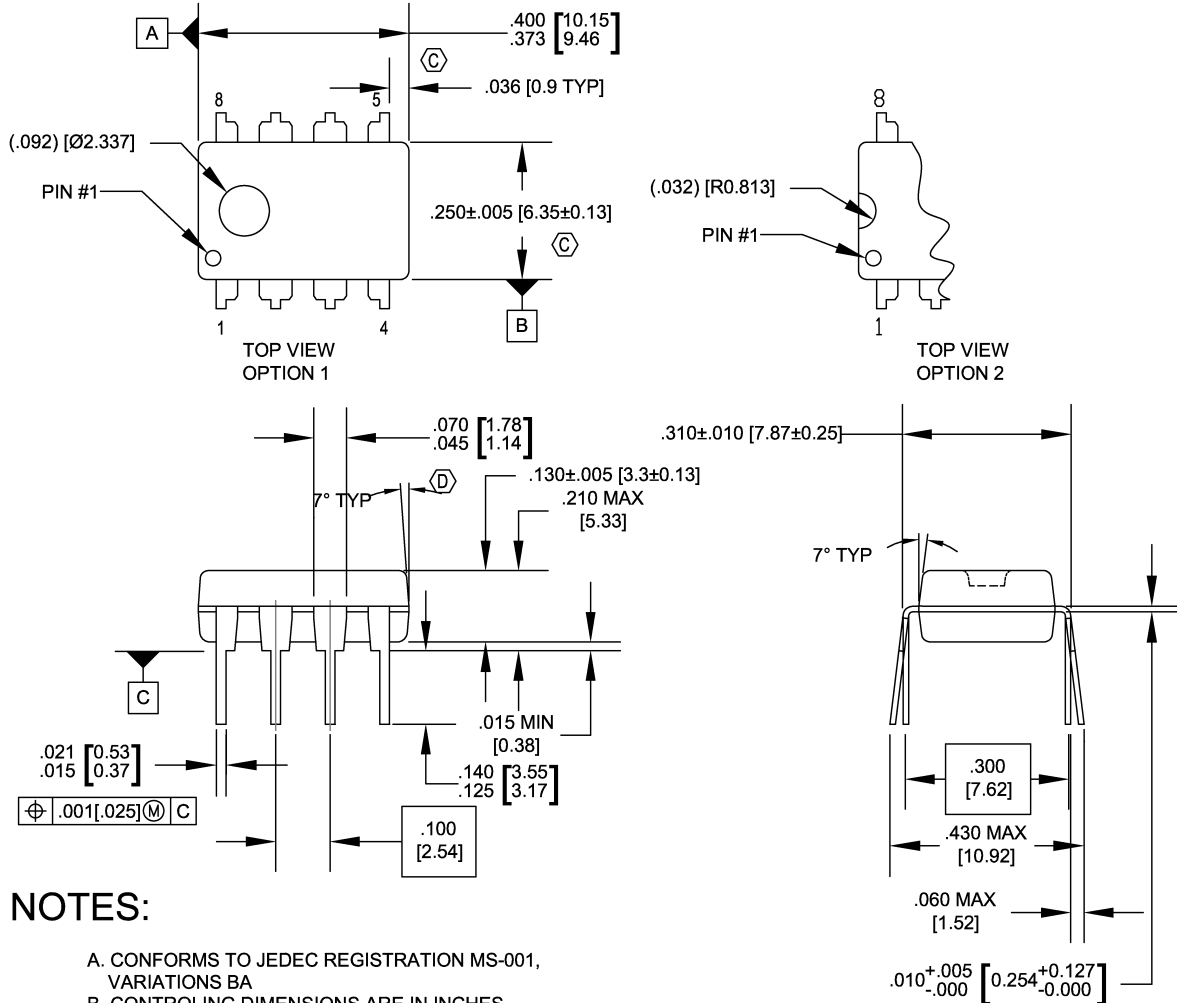 A
.400 [10.15]
.373 [9.46]
C
.036 [0.9 TYP]
8
5
(.092) [Ø2.337]
PIN #1
.250±.005 [6.35±0.13]
C
B
1
4
TOP VIEW
OPTION 1
8
(.032) [R0.813]
PIN #1
1
TOP VIEW
OPTION 2
.070 [1.78]
.045 [1.14]
7° TYP
D
.130±.005 [3.3±0.13]
.210 MAX
[5.33]
C
.015 MIN
[0.38]
.021 [0.53]
.015 [0.37]
.001[.025] M C
.140 [3.55]
.125 [3.17]
.100
[2.54]
.310±.010 [7.87±0.25]
7° TYP
.300
[7.62]
.430 MAX
[10.92]
.060 MAX
[1.52]
.010+.005-.000 [0.254+0.127-0.000]
NOTES:
A. CONFORMS TO JEDEC REGISTRATION MS-001,
VARIATIONS BA
B. CONTROLING DIMENSIONS ARE IN INCHES